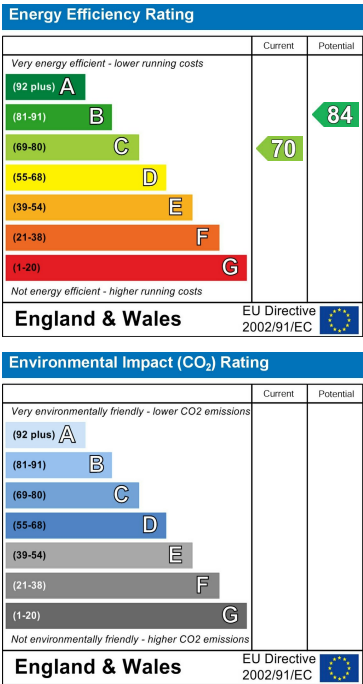 Energy Efficiency Rating
Current Potential
Very energy efficient - lower running costs
(92 plus) A
(81-91) B 84
(69-80) C 70
(55-68) D
(39-54) E
(21-38) F
(1-20) G
Not energy efficient - higher running costs
England & Wales EU Directive
2002/91/EC
Environmental Impact (CO₂) Rating
Current Potential
Very environmentally friendly - lower CO2 emissions
(92 plus) A
(81-91) B
(69-80) C
(55-68) D
(39-54) E
(21-38) F
(1-20) G
Not environmentally friendly - higher CO2 emissions
England & Wales EU Directive
2002/91/EC